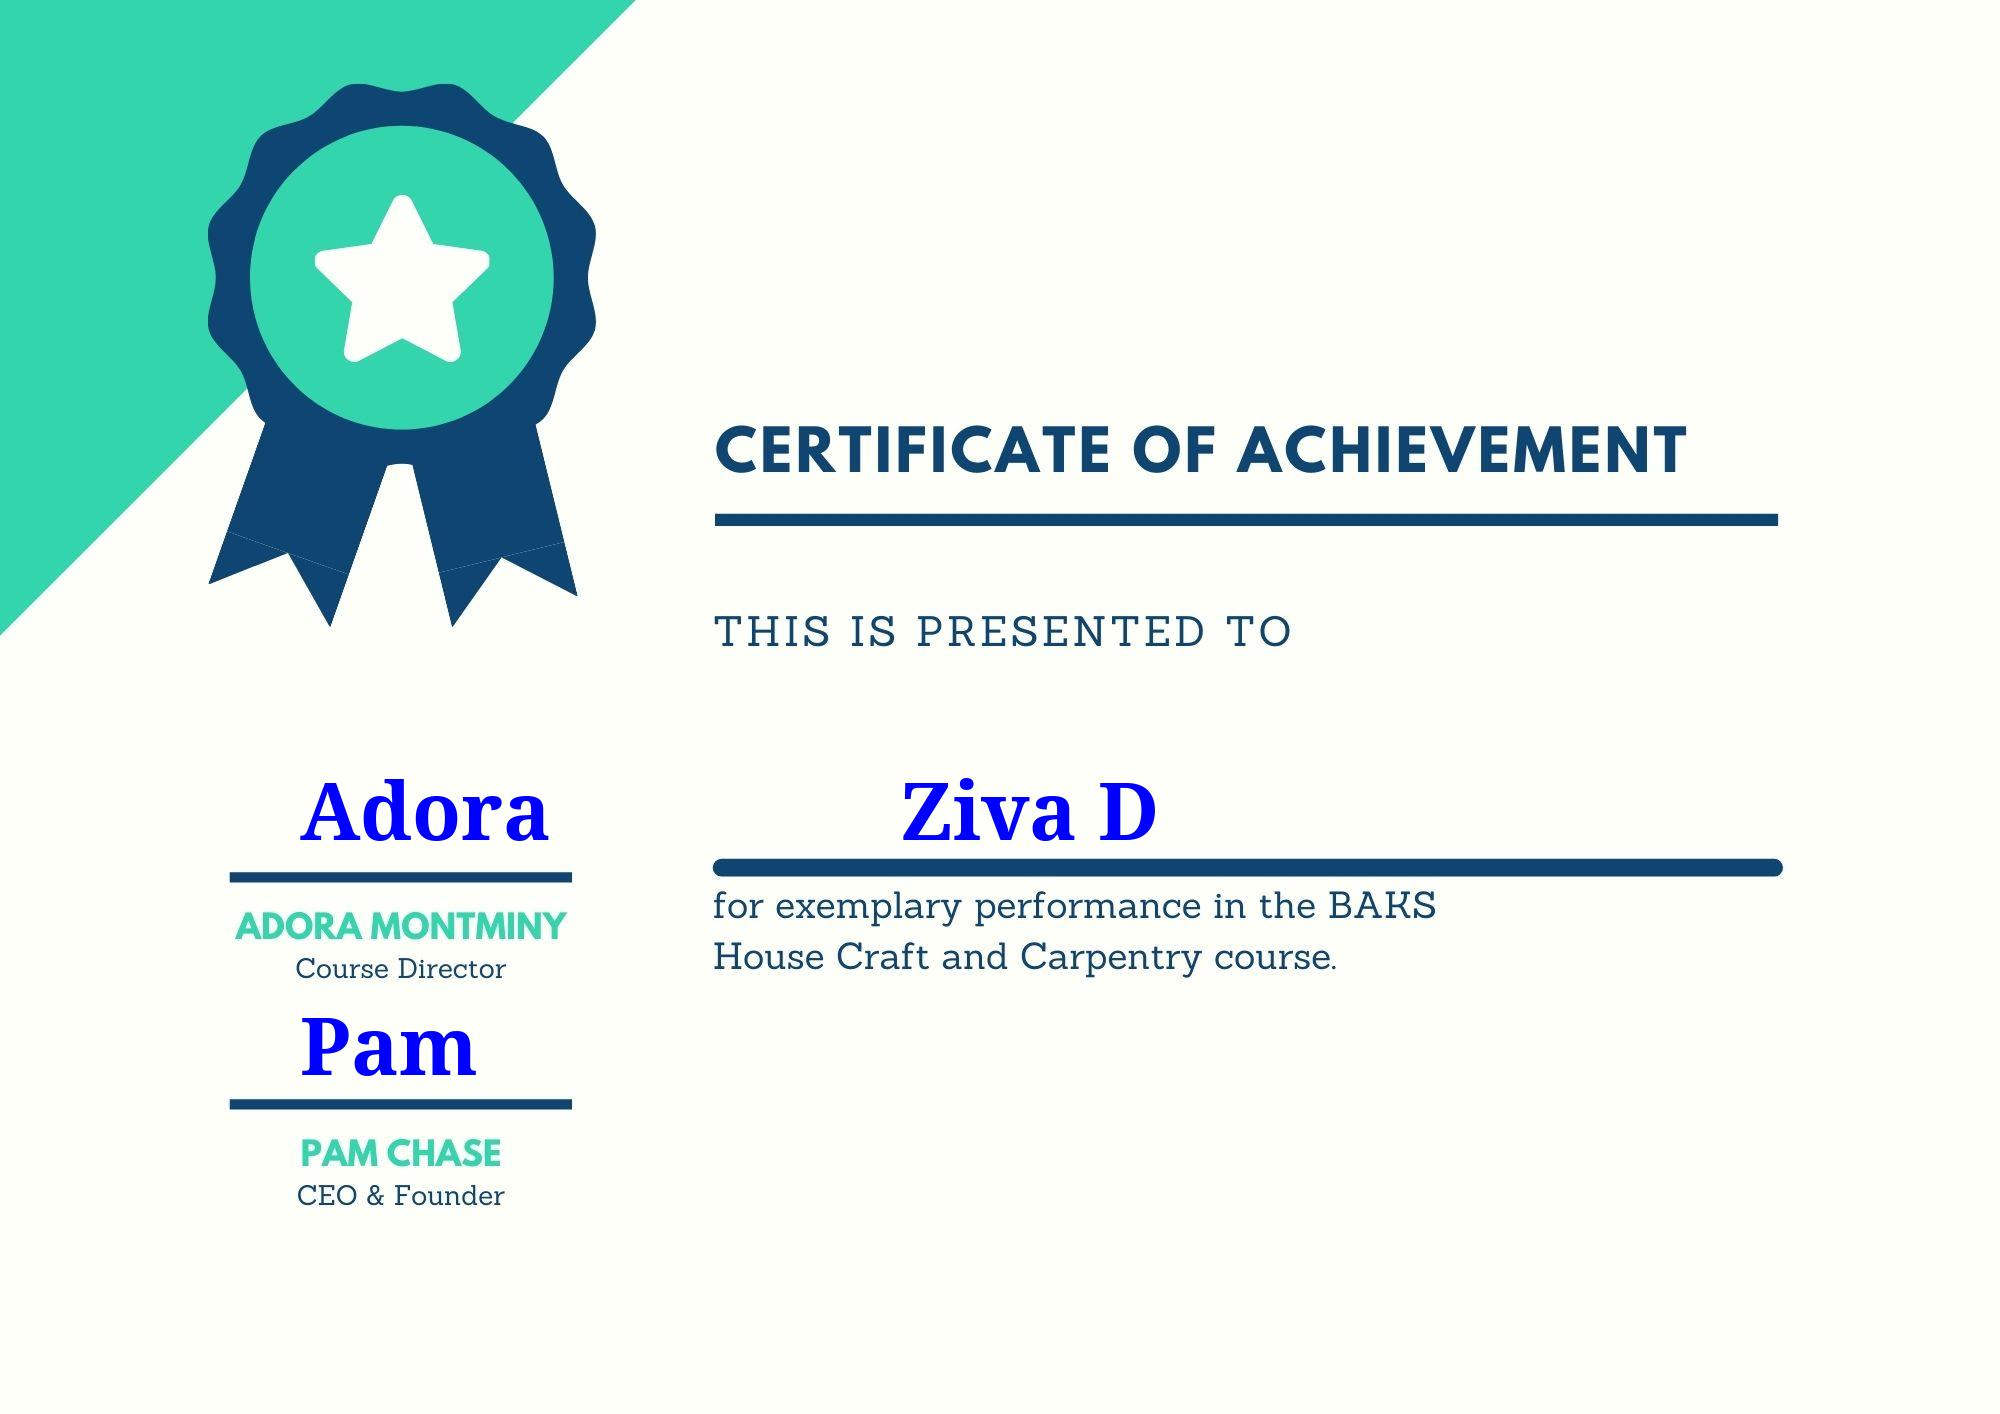 CERTIFICATE OF ACHIEVEMENT
THIS IS PRESENTED TO
Ziva D
for exemplary performance in the BAKS
House Craft and Carpentry course.
Adora
ADORA MONTMINY
Course Director
Pam
PAM CHASE
CEO & Founder